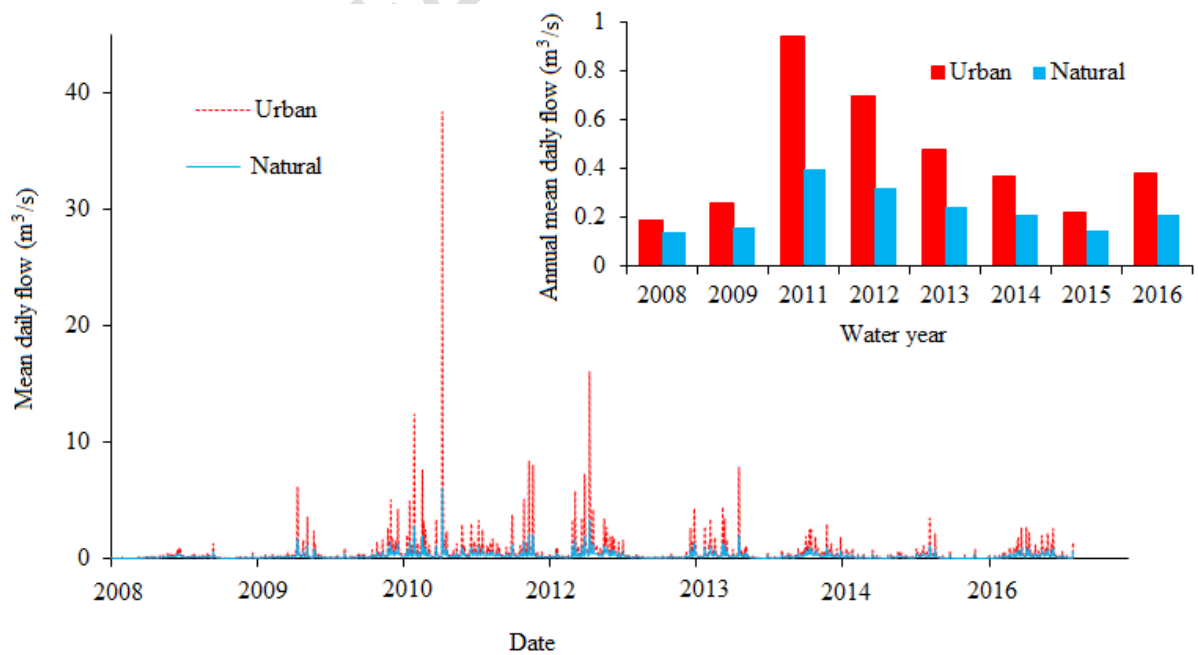 40
30
20
10
0
Mean daily flow (m³/s)
Urban
Natural
2008 2009 2010 2012 2013 2014 2016
Date
1
0.8
0.6
0.4
0.2
0
Annual mean daily flow (m³/s)
Urban Natural
2008 2009 2011 2012 2013 2014 2015 2016
Water year